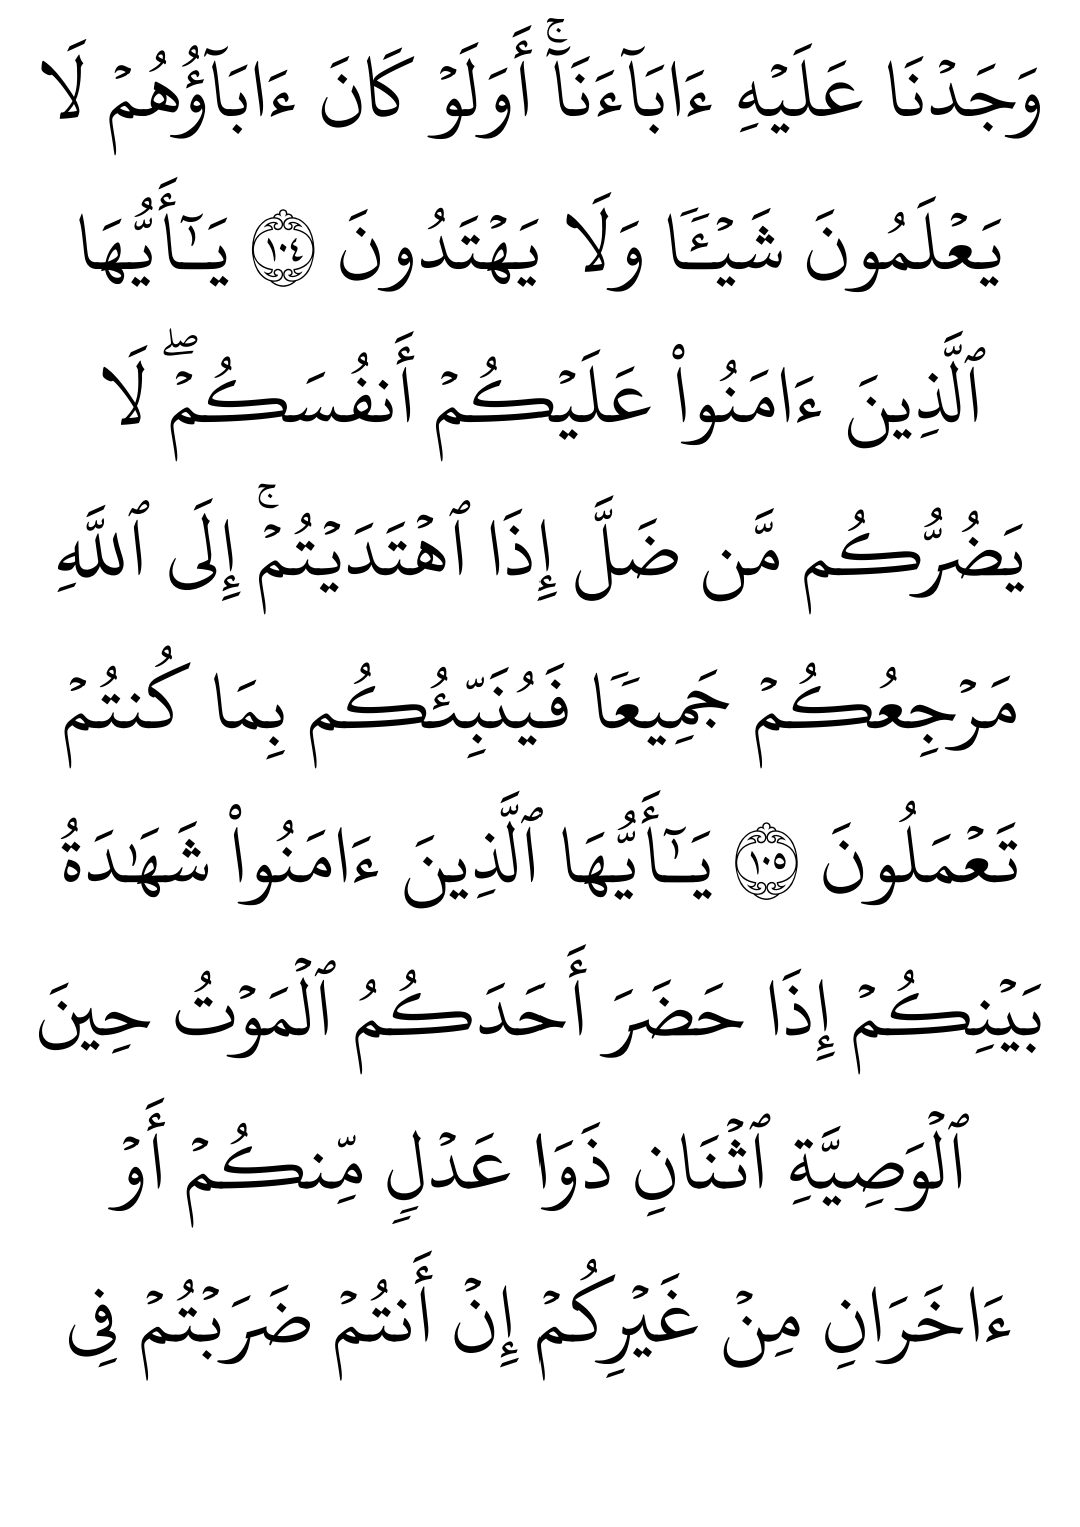 وَجَدۡنَا عَلَيۡهِ ءَابَآءَنَآۚ أَوَلَوۡ كَانَ ءَابَآؤُهُمۡ لَا
يَعۡلَمُونَ شَيۡـَٔٗا وَلَا يَهۡتَدُونَ ١٠٤ يَـٰٓأَيُّهَا
ٱلَّذِينَ ءَامَنُواْ عَلَيۡكُمۡ أَنفُسَكُمۡۖ لَا
يَضُرُّكُم مَّن ضَلَّ إِذَا ٱهۡتَدَيۡتُمۡۚ إِلَى ٱللَّهِ
مَرۡجِعُكُمۡ جَمِيعٗا فَيُنَبِّئُكُم بِمَا كُنتُمۡ
تَعۡمَلُونَ ١٠٥ يَـٰٓأَيُّهَا ٱلَّذِينَ ءَامَنُواْ شَهَٰدَةُ
بَيۡنِكُمۡ إِذَا حَضَرَ أَحَدَكُمُ ٱلۡمَوۡتُ حِينَ
ٱلۡوَصِيَّةِ ٱثۡنَانِ ذَوَا عَدۡلٖ مِّنكُمۡ أَوۡ
ءَاخَرَانِ مِنۡ غَيۡرِكُمۡ إِنۡ أَنتُمۡ ضَرَبۡتُمۡ فِي